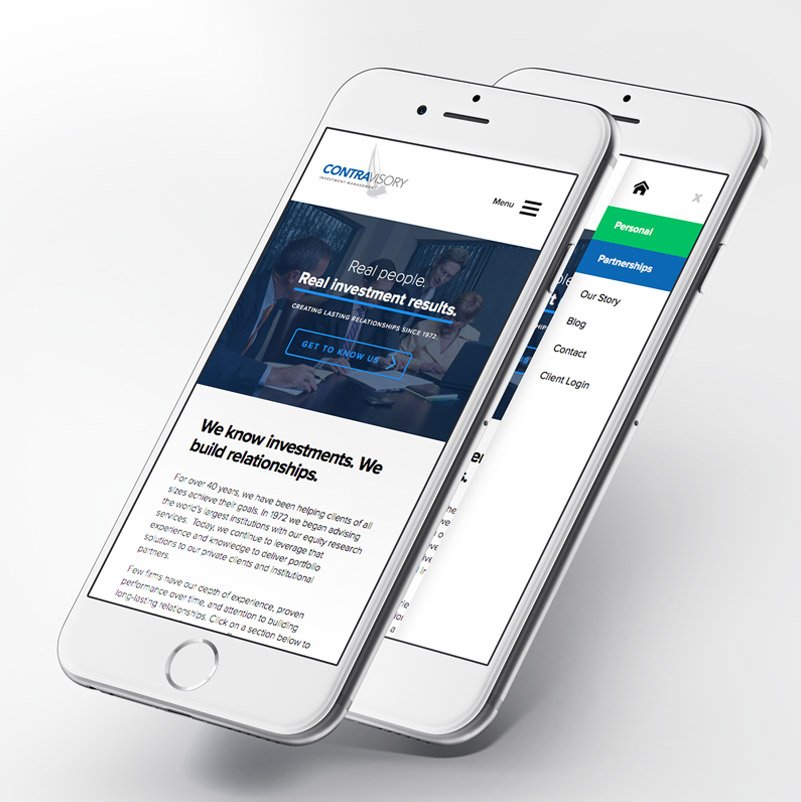 CONTRAVISORY
INVESTMENT MANAGEMENT
Menu
Real people.
Real investment results.
CREATING LASTING RELATIONSHIPS SINCE 1972.
GET TO KNOW US
We know investments. We
build relationships.
For over 40 years, we have been helping clients of all
sizes achieve their goals. In 1972 we began advising
the world's largest institutions with our equity research
services. Today, we continue to leverage that
experience and knowledge to deliver portfolio
solutions to our private clients and institutional
partners.
Few firms have our depth of experience, proven
performance over time, and attention to building
long-lasting relationships. Click on a section below to
x
Personal
Partnerships
Our Story
Blog
Contact
Client Login